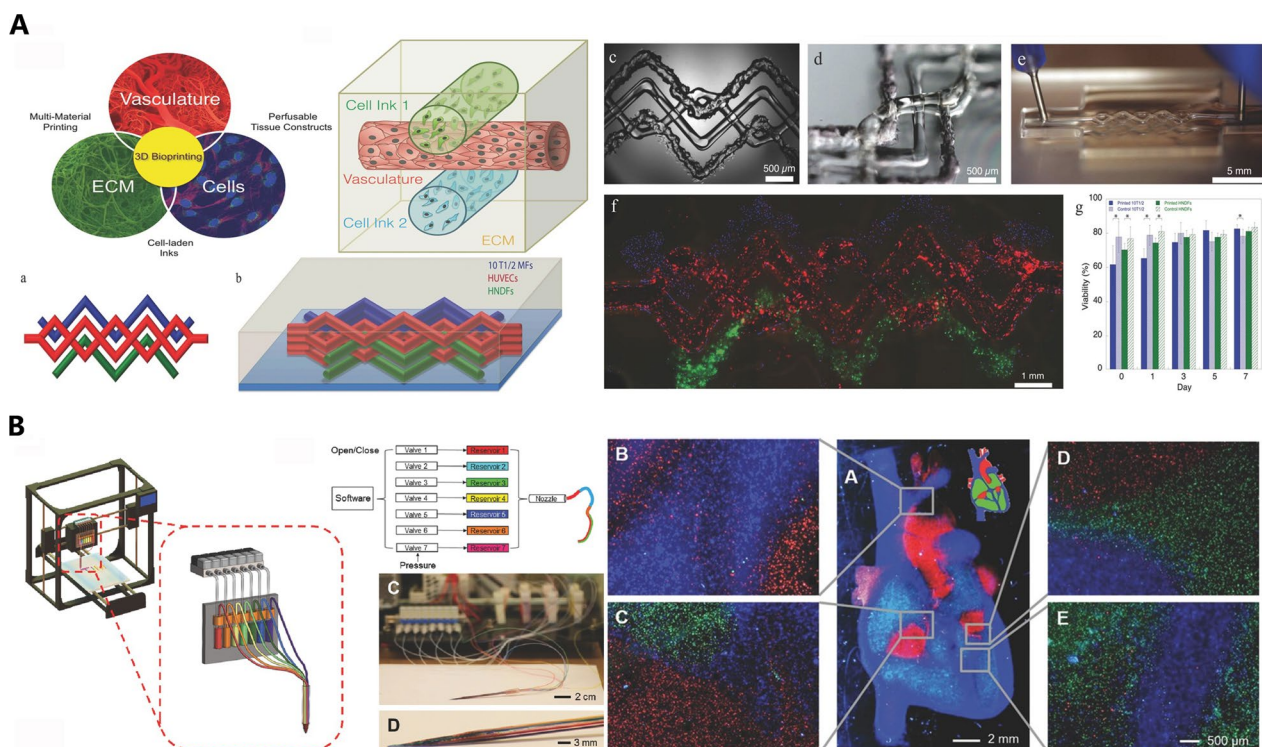 A
Vasculature
Multi-Material
Printing
Perfusable
Tissue Constructs
3D Bioprinting
ECM
Cells
Cell-laden
Inks
Cell Ink 1
Vasculature
Cell Ink 2
ECM
a
b
10 T1/2 MFs
HUVECs
HNDFs
c
500 µm
d
500 µm
e
5 mm
f
1 mm
g
Printed 10T1/2
Control 10T1/2
Printed HNDFs
Control HNDFs
* * * * *
Viability (%)
100
80
60
40
20
0
0 1 3 5 7
Day
B
Open/Close
Software
Valve 1
Reservoir 1
Valve 2
Reservoir 2
Valve 3
Reservoir 3
Valve 4
Reservoir 4
Valve 5
Reservoir 5
Valve 6
Reservoir 6
Valve 7
Reservoir 7
Nozzle
Pressure
C
2 cm
D
3 mm
B
C
A
2 mm
D
E
500 µm